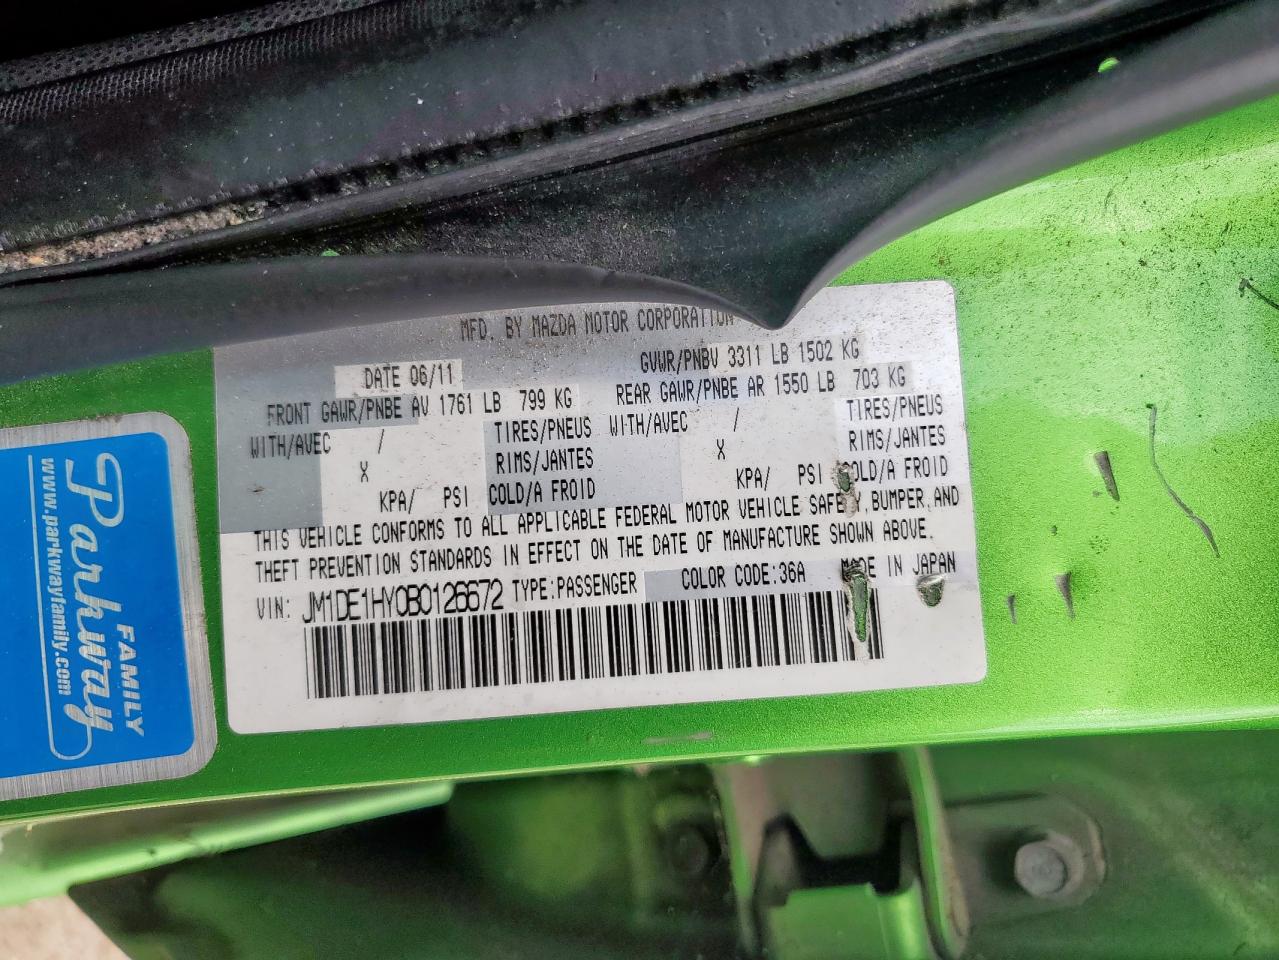 MFD. BY MAZDA MOTOR CORPORATION
DATE 06/11 GVWR/PNBV 3311 LB 1502 KG
FRONT GAWR/PNBE AV 1761 LB 799 KG REAR GAWR/PNBE AR 1550 LB 703 KG
WITH/AVEC / TIRES/PNEUS WITH/AVEC / TIRES/PNEUS
X RIMS/JANTES X RIMS/JANTES
KPA/ PSI COLD/A FROID KPA/ PSI COLD/A FROID
THIS VEHICLE CONFORMS TO ALL APPLICABLE FEDERAL MOTOR VEHICLE SAFETY, BUMPER, AND
THEFT PREVENTION STANDARDS IN EFFECT ON THE DATE OF MANUFACTURE SHOWN ABOVE.
VIN: JM1DE1HY0B0126672 TYPE:PASSENGER COLOR CODE:36A MADE IN JAPAN
FAMILY
Parkway
www.parkwayfamily.com